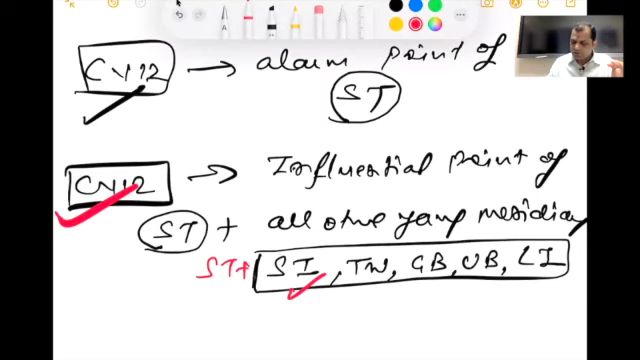 CV12 → alarm point of
ST
CV12 → Influential point of
ST + all other yang meridian
ST+ SI, TW, GB, UB, LI